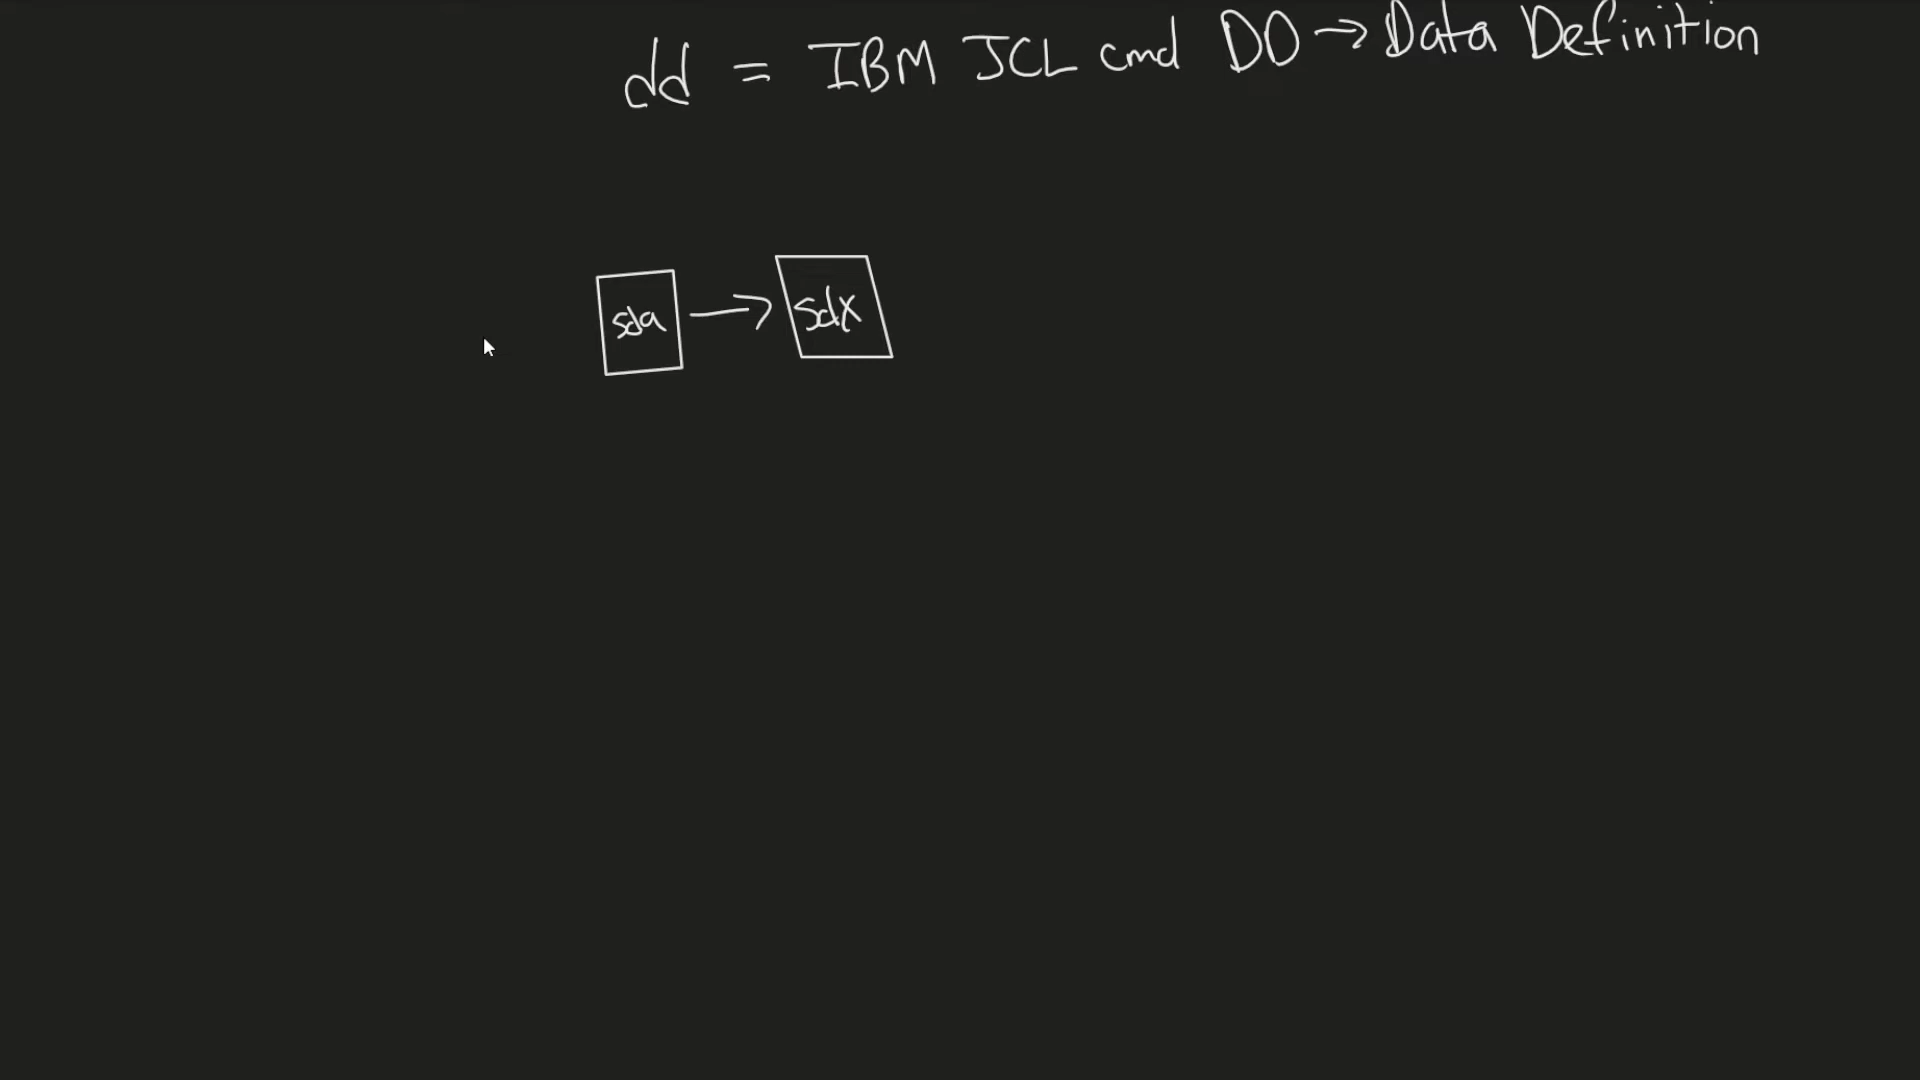 dd = IBM JCL cmd DD → Data Definition
sda → sdx